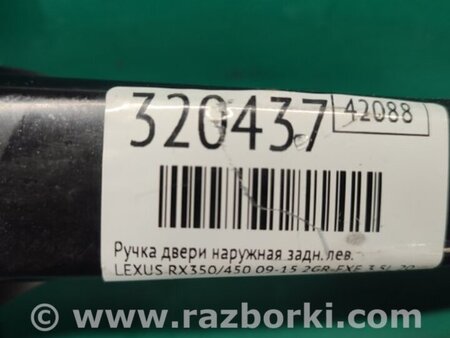 320437 42088
Ручка двери наружная задн.лев.
LEXUS RX350/450 09-15 2GR-FXE 3.5L 20
© www.razborki.com